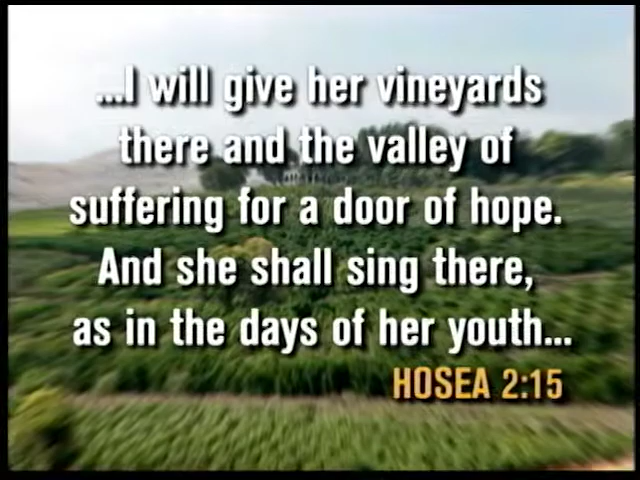 ...I will give her vineyards
there and the valley of
suffering for a door of hope.
And she shall sing there,
as in the days of her youth...
HOSEA 2:15